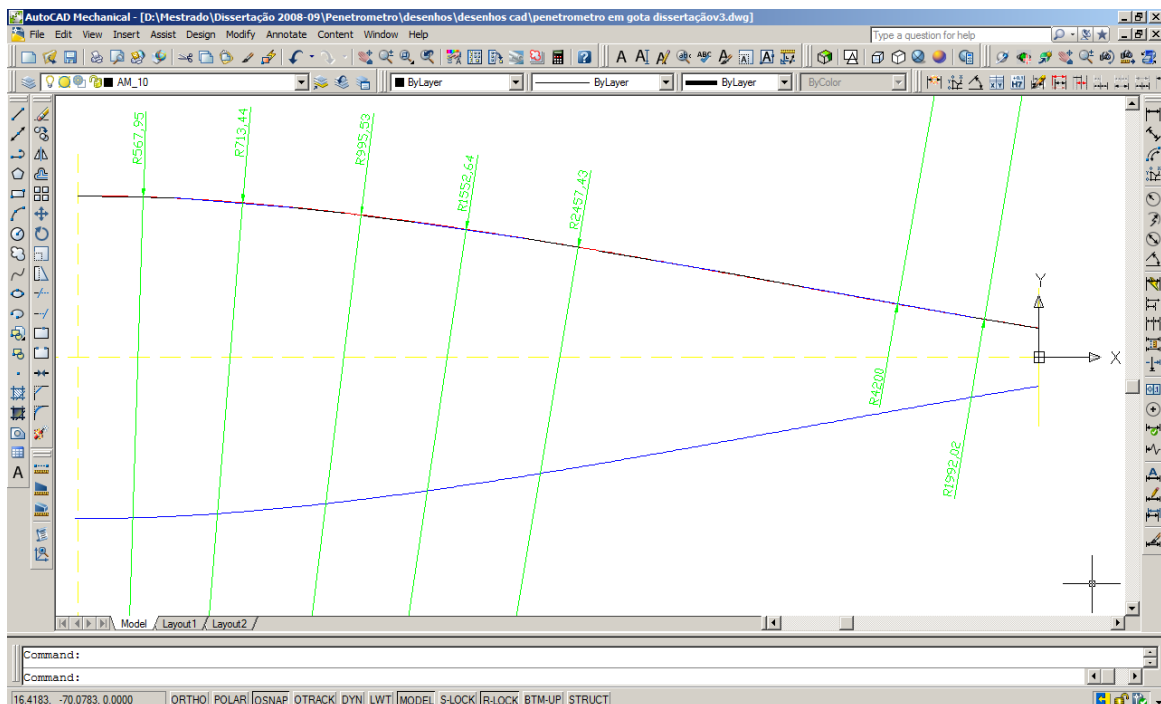 AutoCAD Mechanical - [D:\Mestrado\Dissertação 2008-09\Penetrometro\desenhos\desenhos cad\penetrometro em gota dissertaçãov3.dwg]
File Edit View Insert Assist Design Modify Annotate Content Window Help
Type a question for help
AM_10
ByLayer
ByLayer
ByLayer
ByColor
R567,95
R713,44
R995,53
R1552,64
R2457,43
Y
X
R4200
R1992,02
Model
Layout1
Layout2
Command:
Command:
16.4183, -70.0783, 0.0000
ORTHO POLAR OSNAP OTRACK DYN LWT MODEL S-LOCK R-LOCK BTM-UP STRUCT